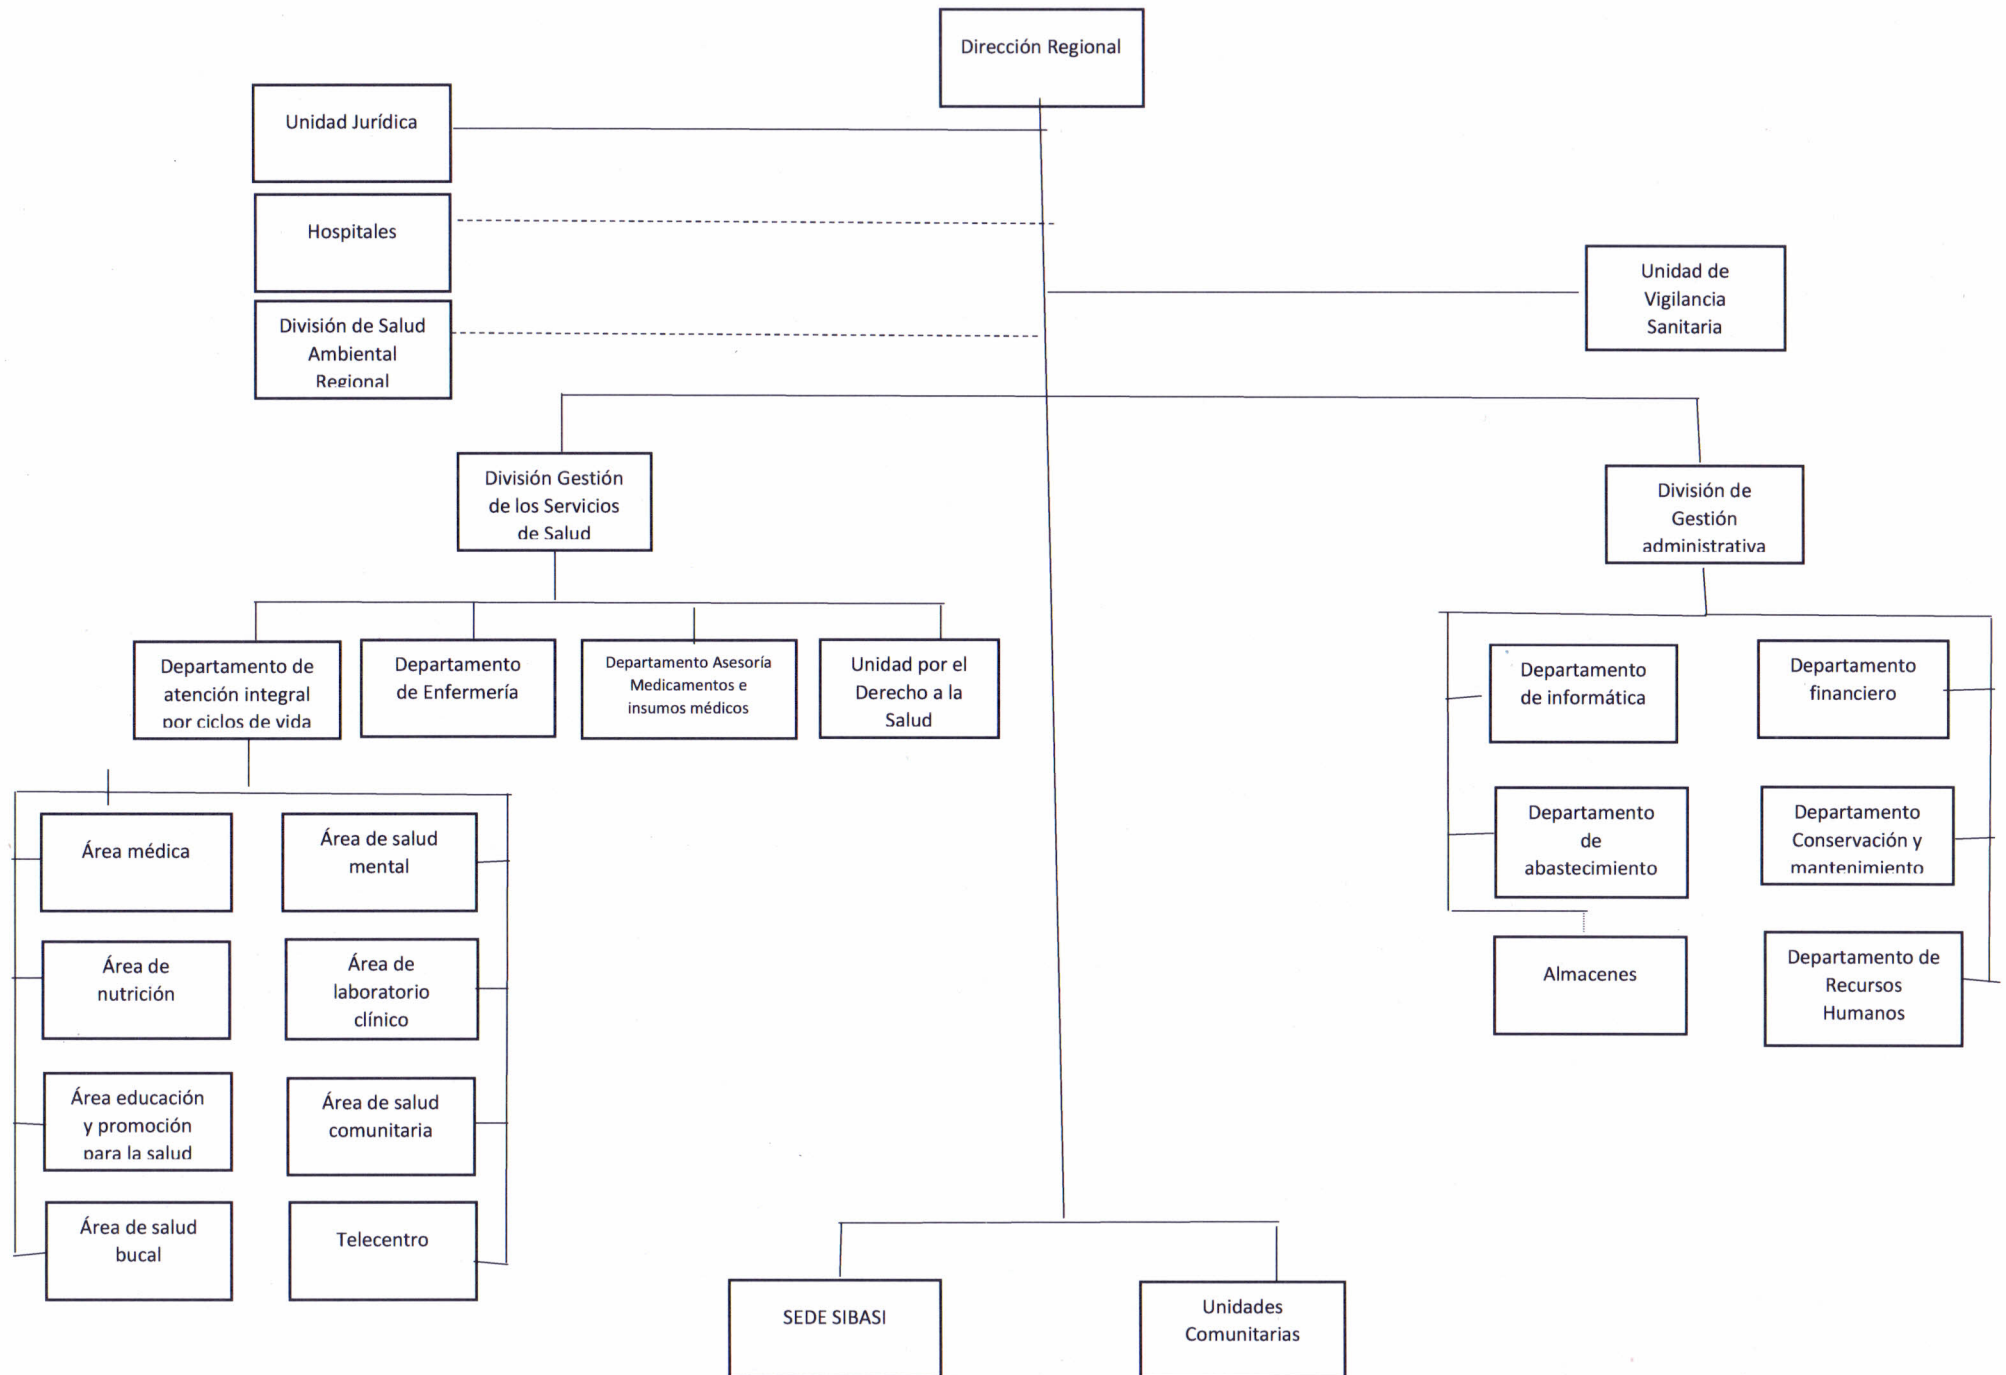 Dirección Regional
Unidad Jurídica
Hospitales
División de Salud
Ambiental
Regional
Unidad de
Vigilancia
Sanitaria
División Gestión
de los Servicios
de Salud
División de
Gestión
administrativa
Departamento de
atención integral
por ciclos de vida
Departamento
de Enfermería
Departamento Asesoría
Medicamentos e
insumos médicos
Unidad por el
Derecho a la
Salud
Departamento
de informática
Departamento
financiero
Departamento
de
abastecimiento
Departamento
Conservación y
mantenimiento
Almacenes
Departamento de
Recursos
Humanos
Área médica
Área de salud
mental
Área de
nutrición
Área de
laboratorio
clínico
Área educación
y promoción
para la salud
Área de salud
comunitaria
Área de salud
bucal
Telecentro
SEDE SIBASI
Unidades
Comunitarias